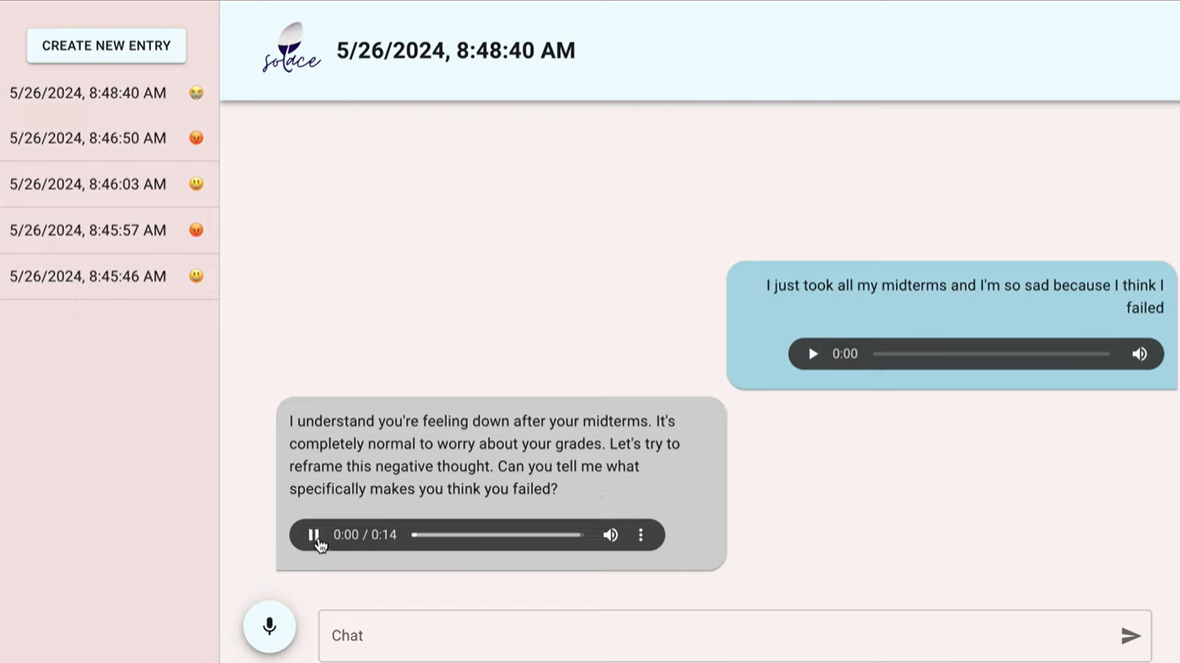 CREATE NEW ENTRY
5/26/2024, 8:48:40 AM
5/26/2024, 8:46:50 AM
5/26/2024, 8:46:03 AM
5/26/2024, 8:45:57 AM
5/26/2024, 8:45:46 AM
solace
5/26/2024, 8:48:40 AM
I just took all my midterms and I'm so sad because I think I
failed
0:00
I understand you're feeling down after your midterms. It's
completely normal to worry about your grades. Let's try to
reframe this negative thought. Can you tell me what
specifically makes you think you failed?
0:00 / 0:14
Chat